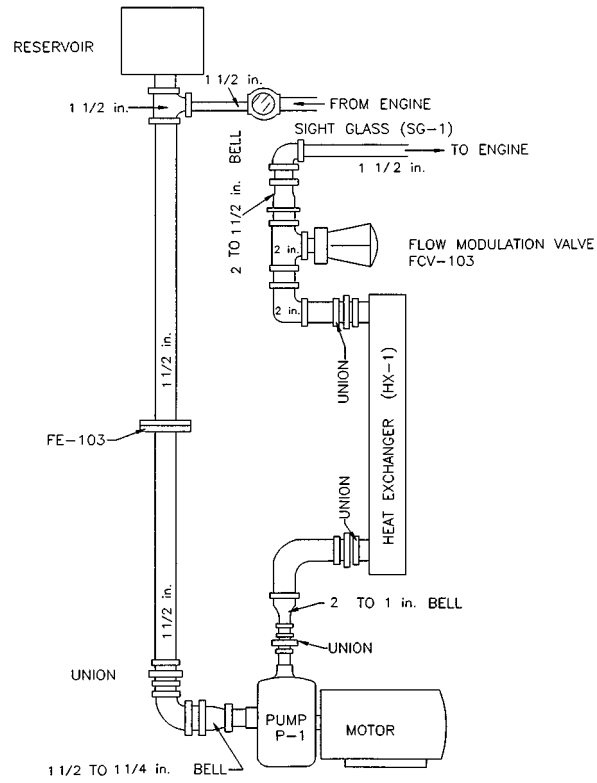 RESERVOIR
1 1/2 in.
1 1/2 in.
FROM ENGINE
SIGHT GLASS (SG-1)
TO ENGINE
1 1/2 in.
2 TO 1 1/2 in. BELL
2 in.
FLOW MODULATION VALVE
FCV-103
2 in.
UNION
HEAT EXCHANGER (HX-1)
1 1/2 in.
FE-103
UNION
2 TO 1 in. BELL
1 1/2 in.
UNION
UNION
PUMP
P-1
MOTOR
1 1/2 TO 1 1/4 in. BELL